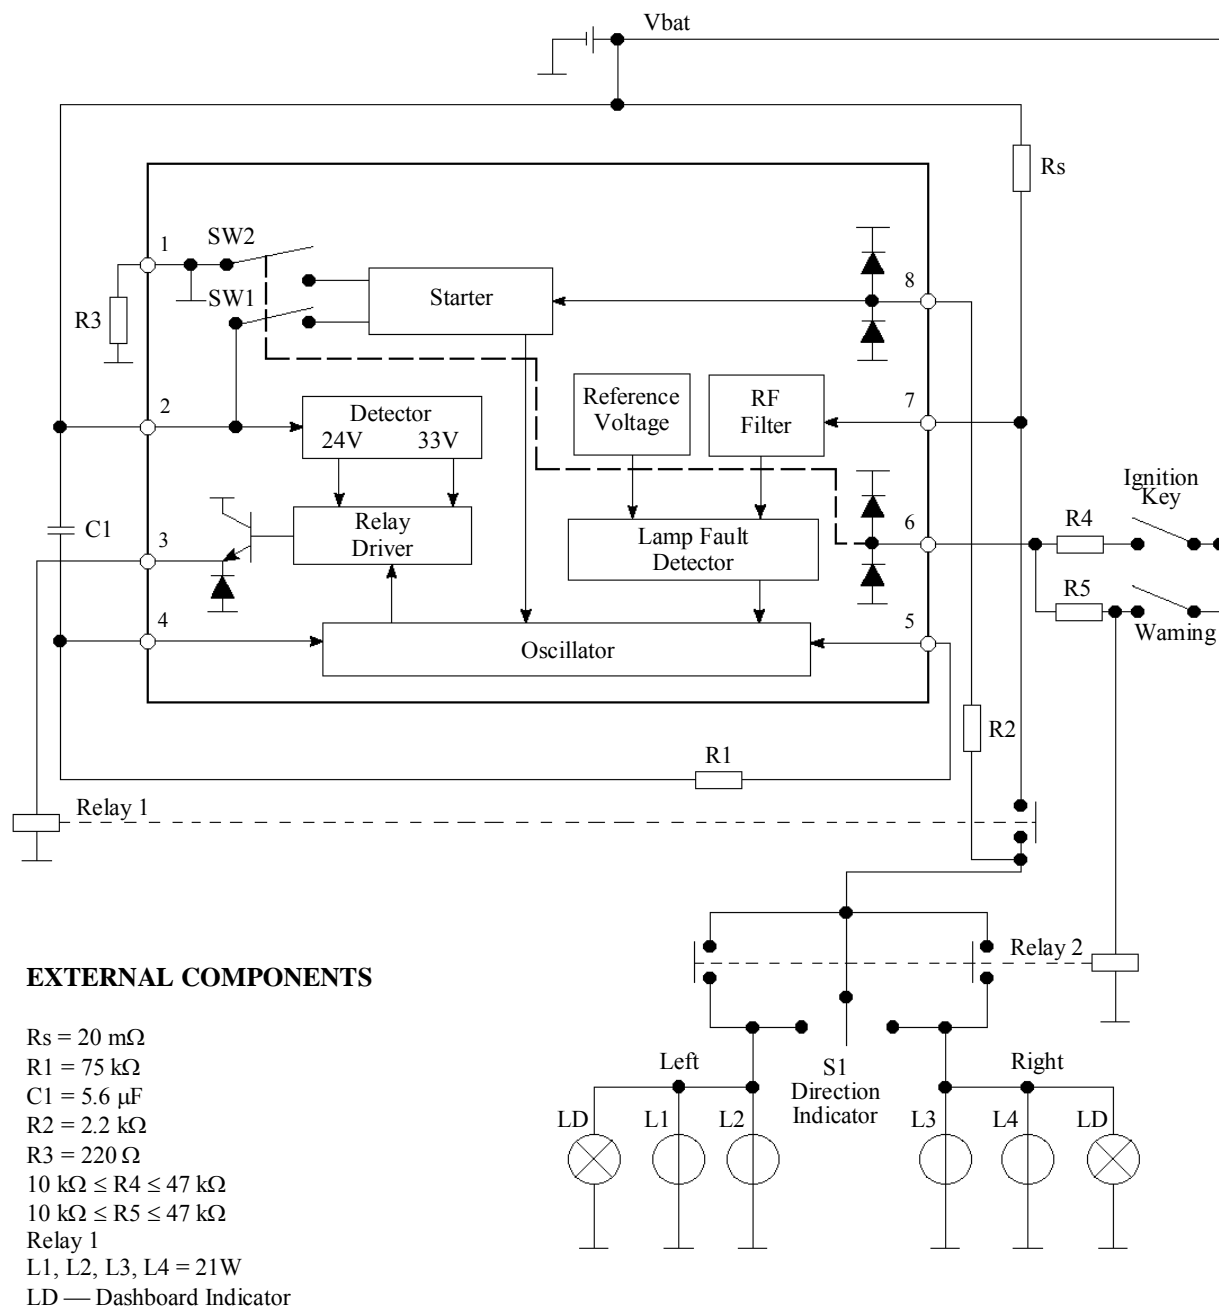 Vbat
Rs
1
SW2
8
SW1
Starter
R3
2
Detector
24V 33V
Reference
Voltage
RF
Filter
7
Ignition
Key
C1
3
Relay
Driver
Lamp Fault
Detector
6
R4
R5
4
5
Waming
Oscillator
R2
R1
Relay 1
Relay 2
EXTERNAL COMPONENTS
Rs = 20 mΩ
R1 = 75 kΩ
C1 = 5.6 μF
R2 = 2.2 kΩ
R3 = 220 Ω
10 kΩ ≤ R4 ≤ 47 kΩ
10 kΩ ≤ R5 ≤ 47 kΩ
Relay 1
L1, L2, L3, L4 = 21W
LD — Dashboard Indicator
Left
S1
Direction
Indicator
Right
LD
L1
L2
L3
L4
LD